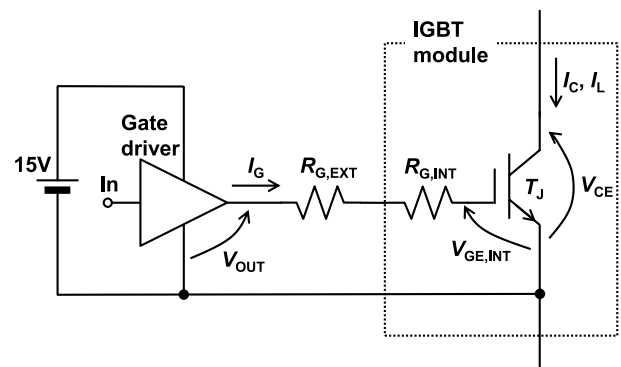 IGBT
module
I_C, I_L
Gate
driver
15V
In
I_G
R_G,EXT
R_G,INT
T_J
V_CE
V_OUT
V_GE,INT